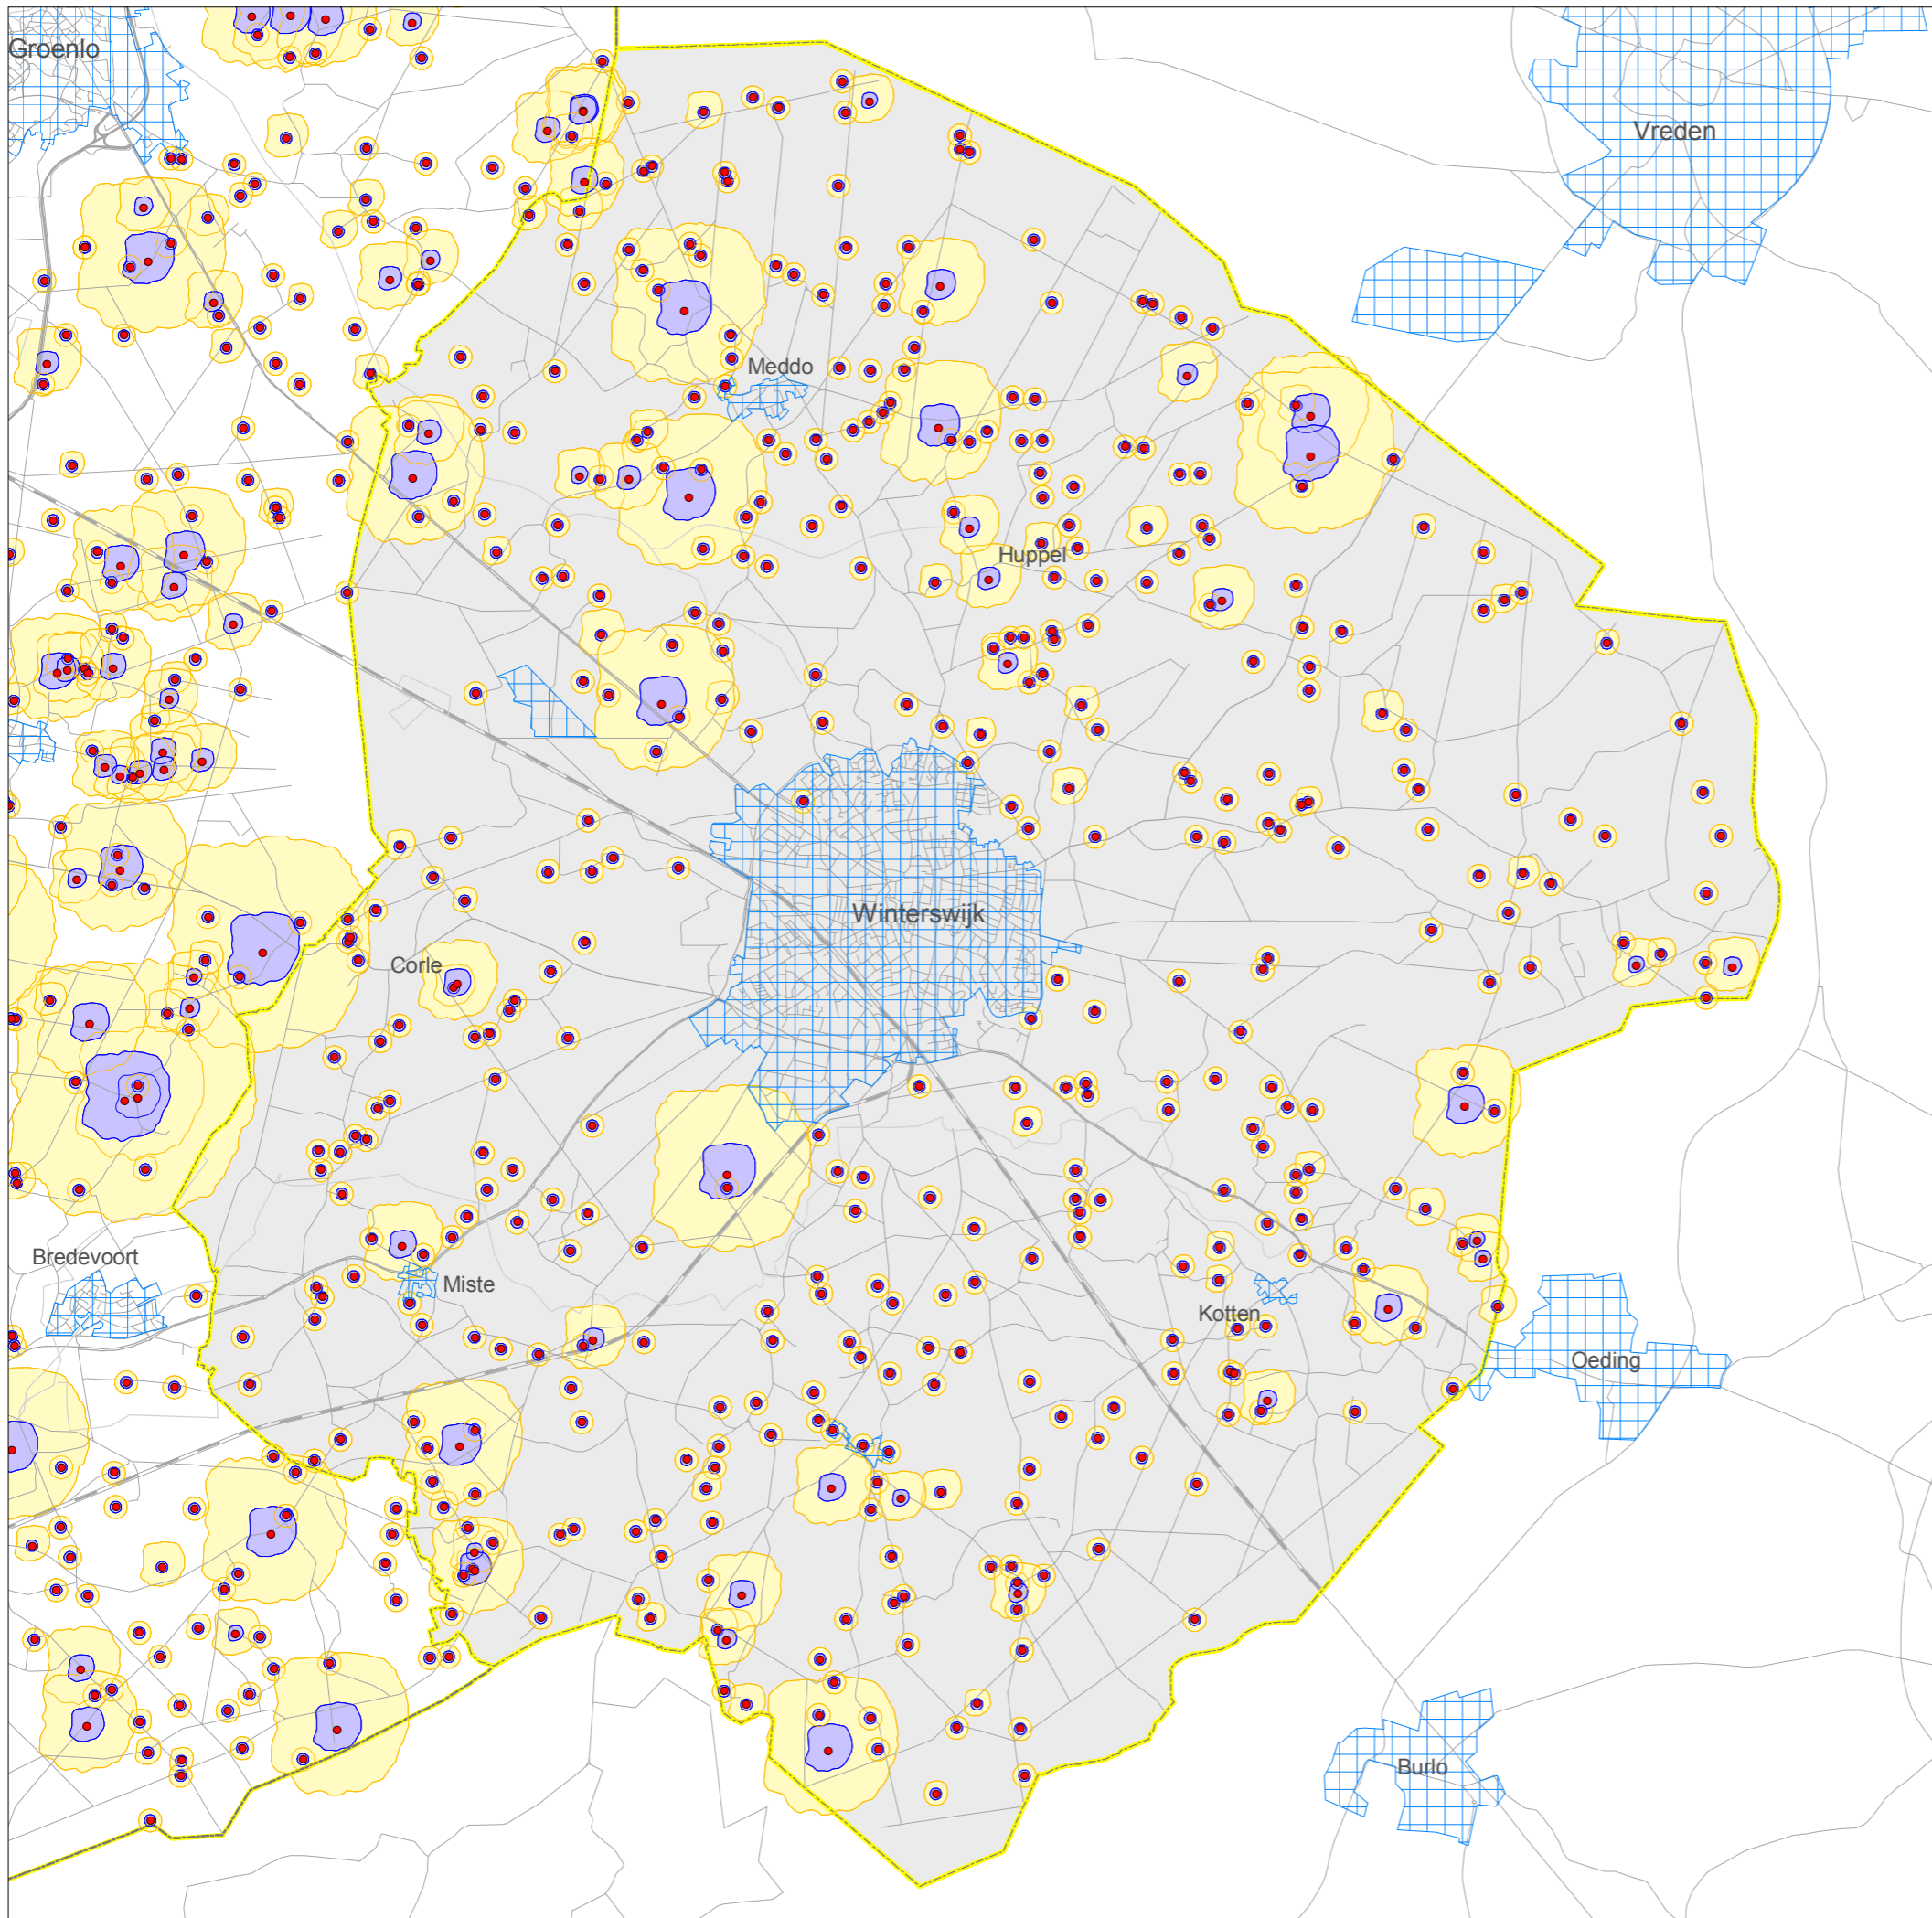 Groenlo
Vreden
Meddo
Huppel
Winterswijk
Corle
Bredevoort
Miste
Kotten
Oeding
Burlo